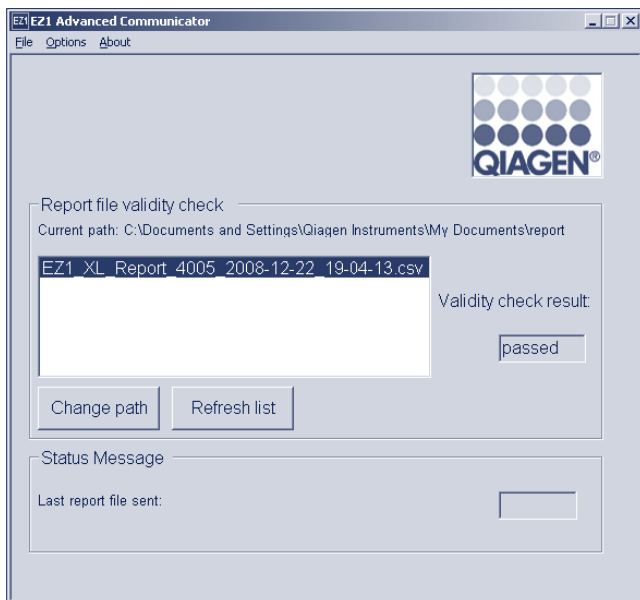 EZ1 EZ1 Advanced Communicator
File Options About
QIAGEN®
Report file validity check
Current path: C:\Documents and Settings\Qiagen Instruments\My Documents\report
EZ1_XL_Report_4005_2008-12-22_19-04-13.csv
Validity check result:
passed
Change path Refresh list
Status Message
Last report file sent: